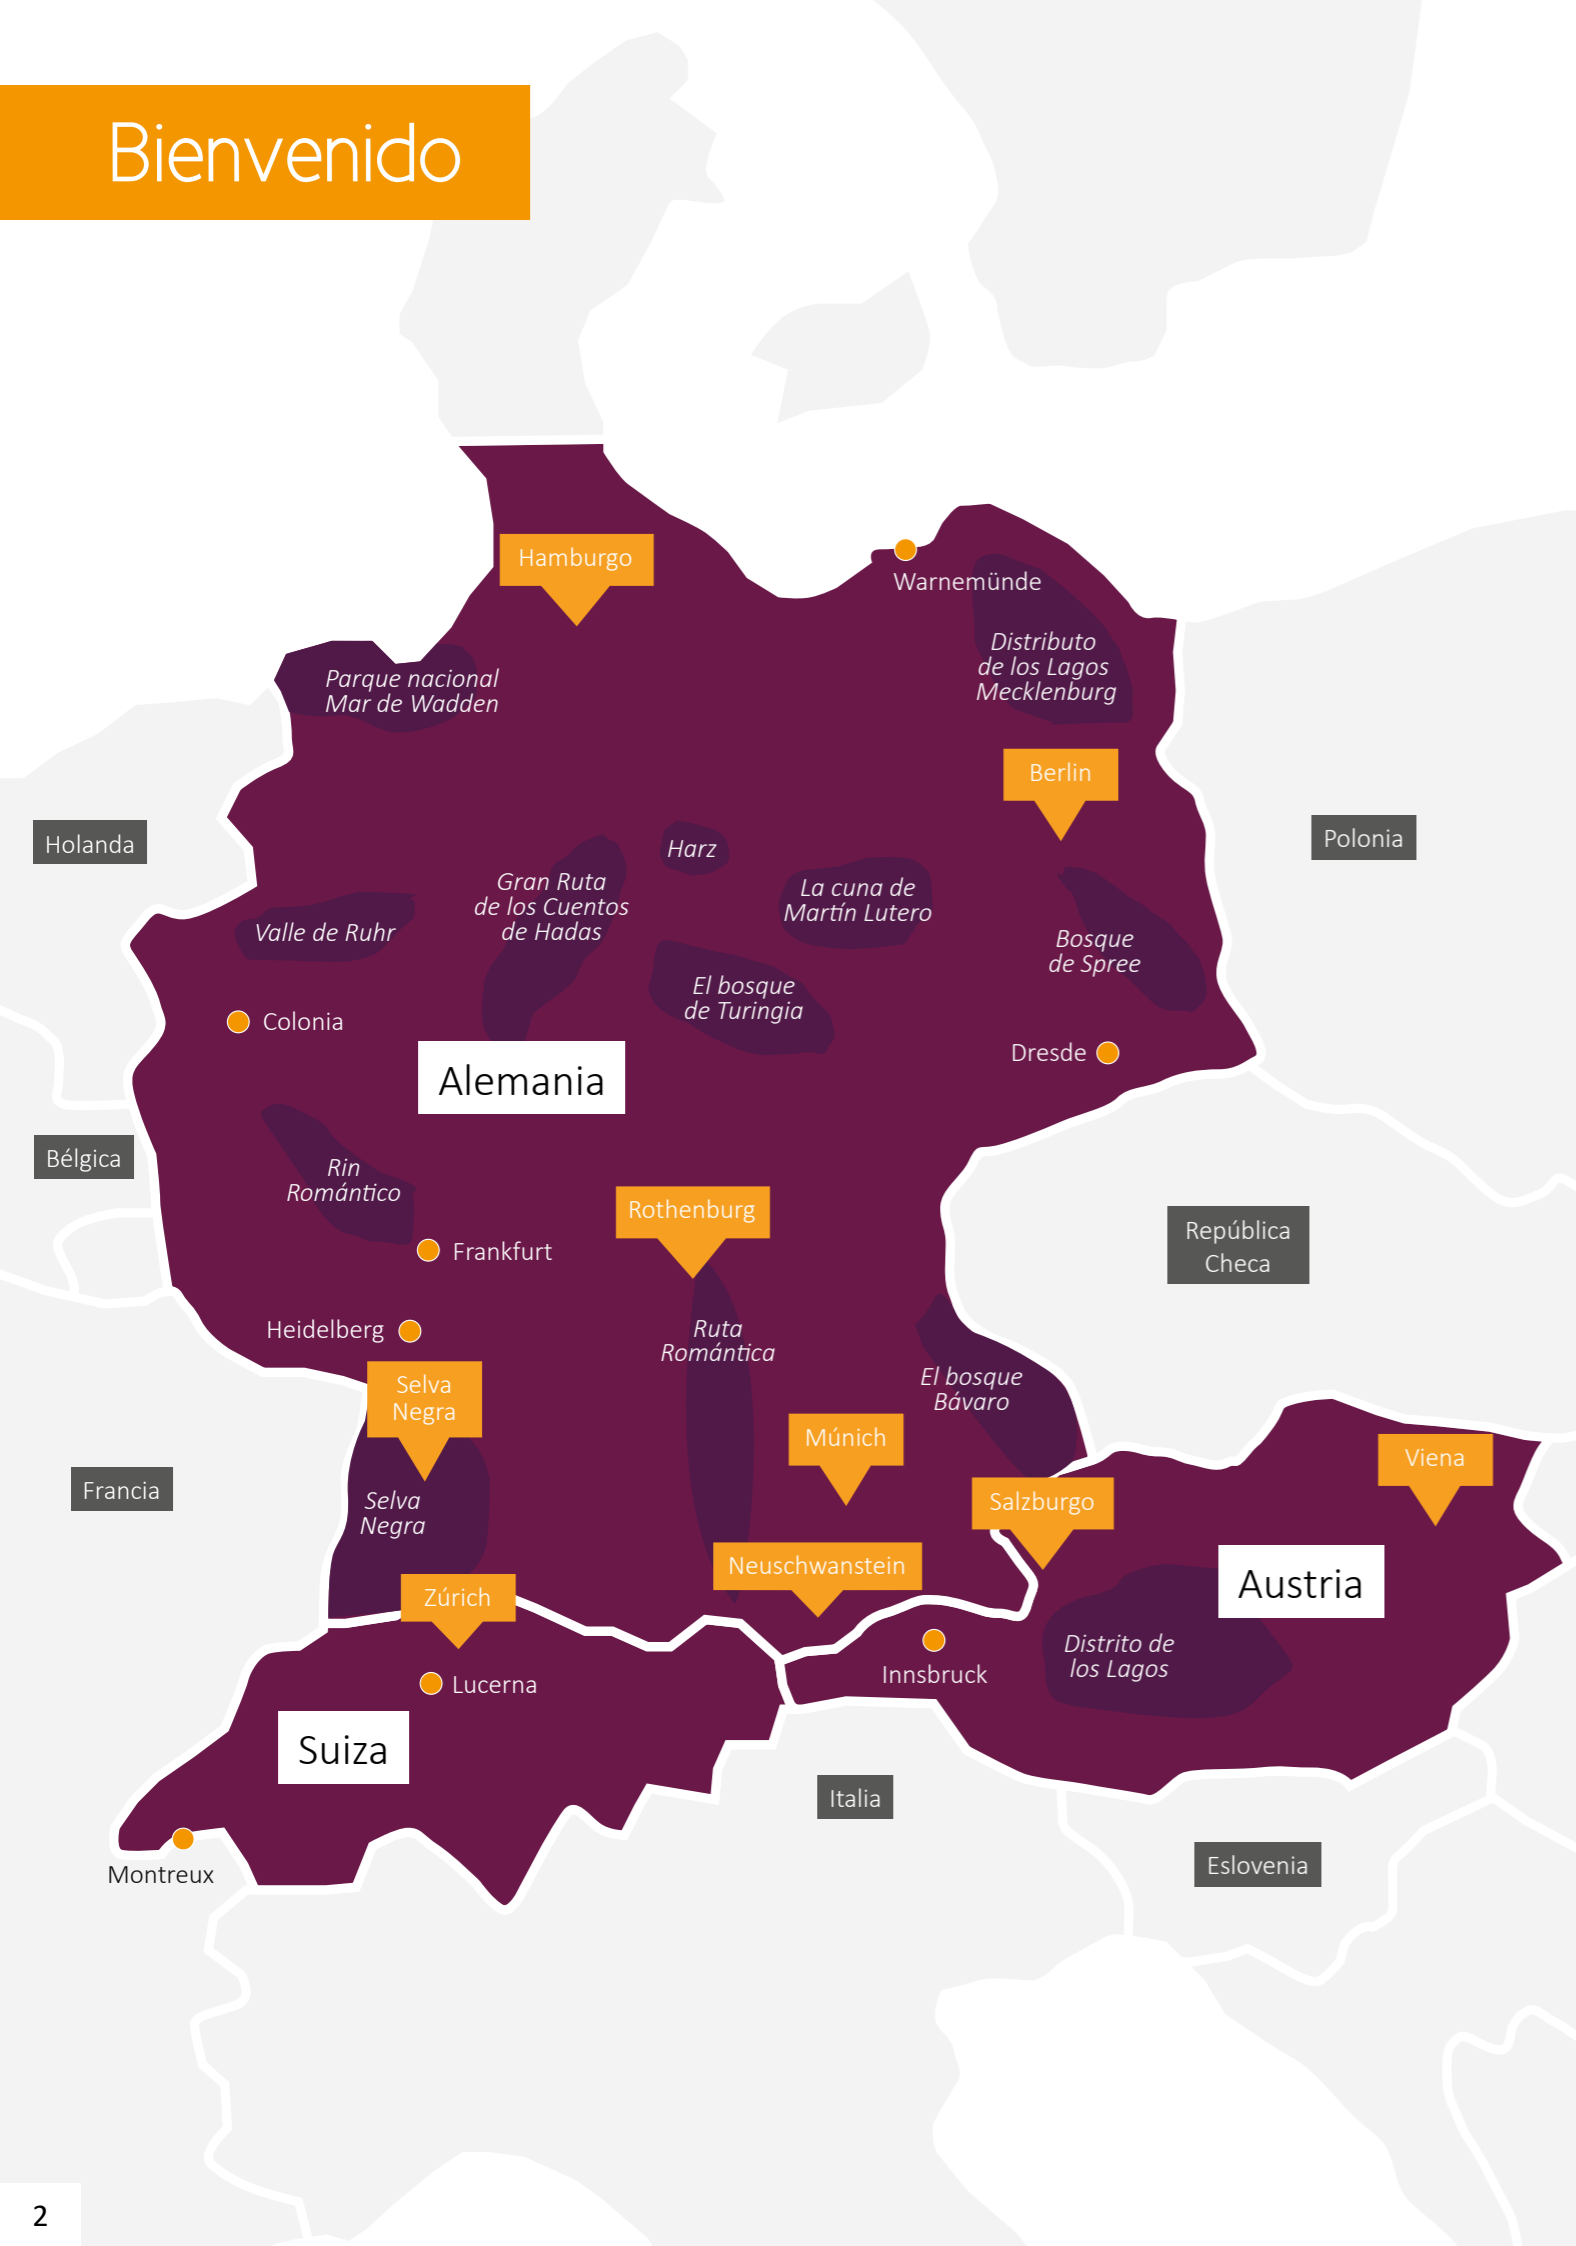 Bienvenido
Hamburgo
Warnemünde
Distributo
de los Lagos
Mecklenburg
Parque nacional
Mar de Wadden
Berlin
Holanda
Polonia
Harz
Gran Ruta
de los Cuentos
de Hadas
La cuna de
Martín Lutero
Valle de Ruhr
Bosque
de Spree
El bosque
de Turingia
Colonia
Dresde
Alemania
Bélgica
Rin
Romántico
Rothenburg
República
Checa
Frankfurt
Heidelberg
Ruta
Romántica
Selva
Negra
El bosque
Bávaro
Múnich
Viena
Francia
Selva
Negra
Salzburgo
Neuschwanstein
Austria
Zúrich
Distrito de
los Lagos
Innsbruck
Lucerna
Suiza
Italia
Montreux
Eslovenia
2